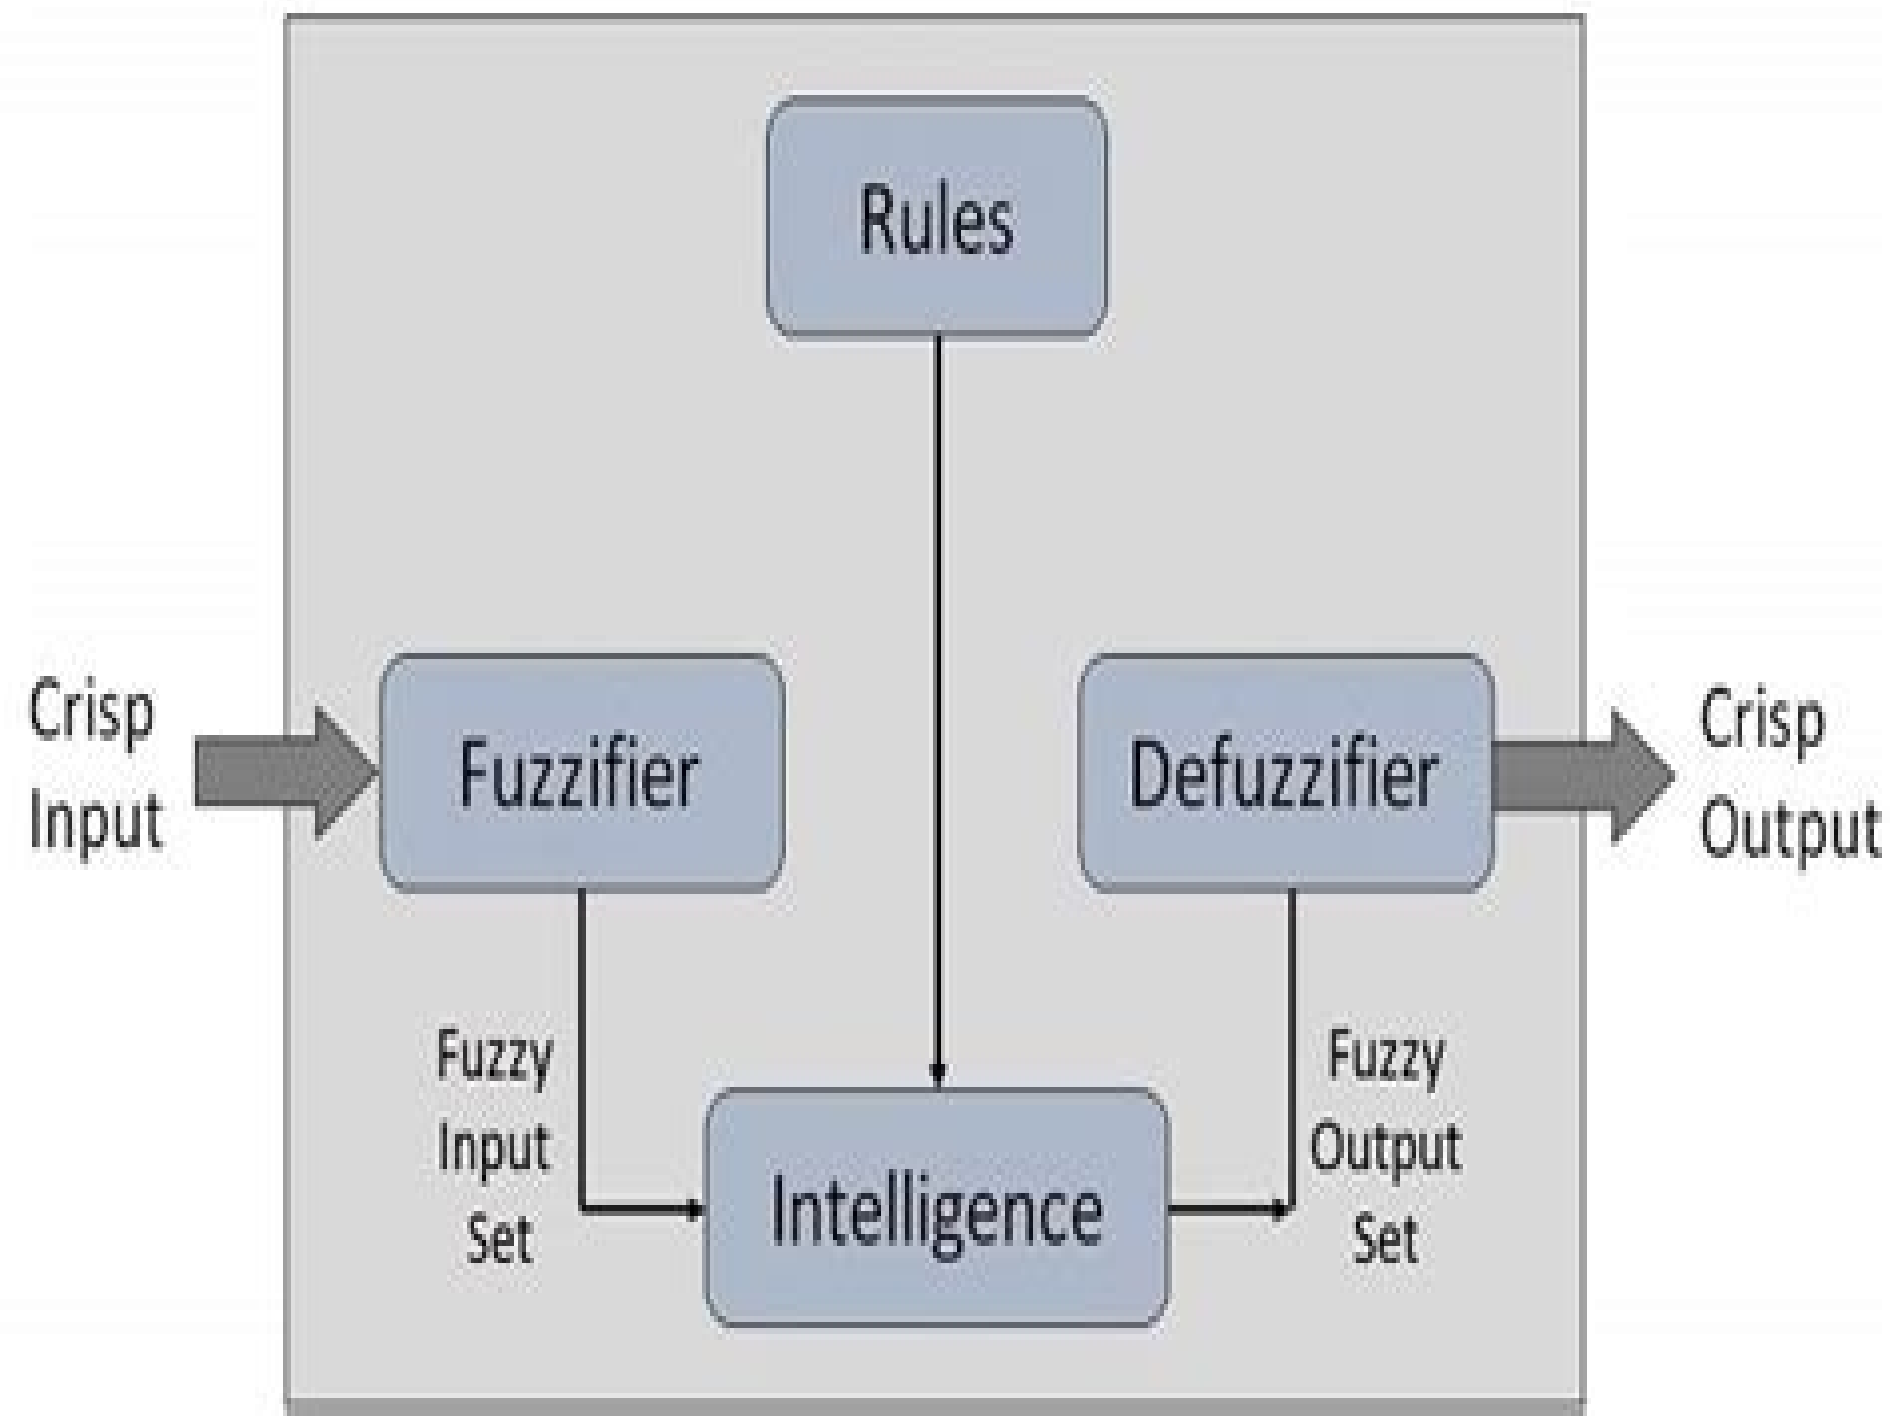 Rules
Crisp
Input
Fuzzifier
Defuzzifier
Crisp
Output
Fuzzy
Input
Set
Intelligence
Fuzzy
Output
Set